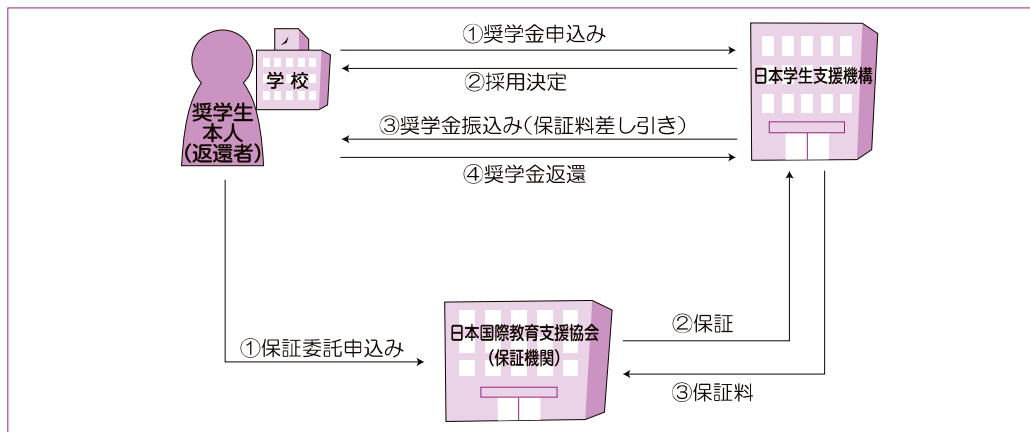 ①奨学金申込み
学校
日本学生支援機構
②採用決定
奨学生
本人
(返還者)
③奨学金振込み(保証料差し引き)
④奨学金返還
日本国際教育支援協会
(保証機関)
②保証
①保証委託申込み
③保証料